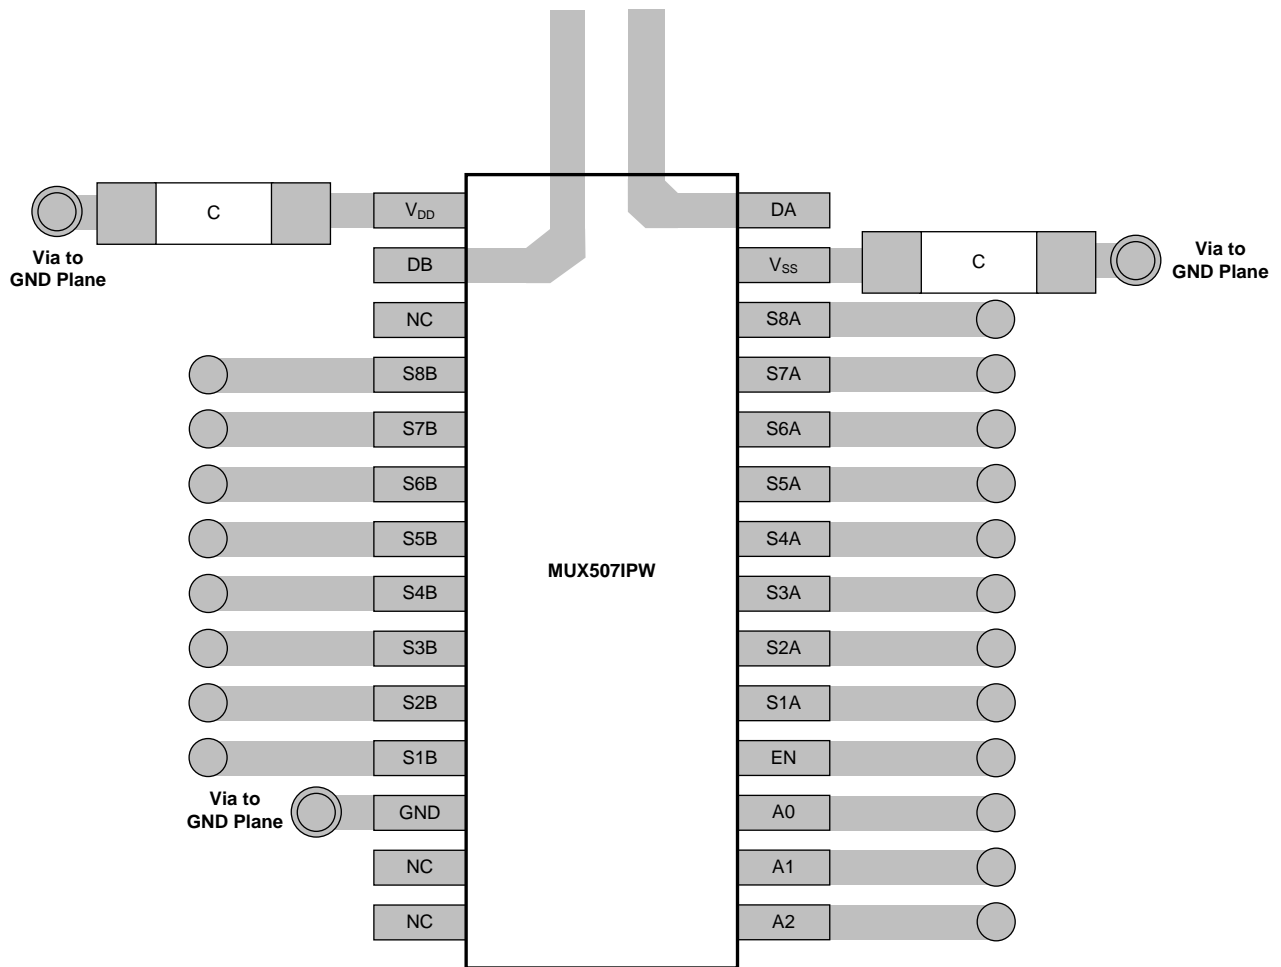 C
V_DD
DA
Via to
GND Plane
DB
V_SS
C
Via to
GND Plane
NC
S8A
S8B
S7A
S7B
S6A
S6B
S5A
S5B
S4A
MUX507IPW
S4B
S3A
S3B
S2A
S2B
S1A
S1B
EN
Via to
GND Plane
GND
A0
NC
A1
NC
A2